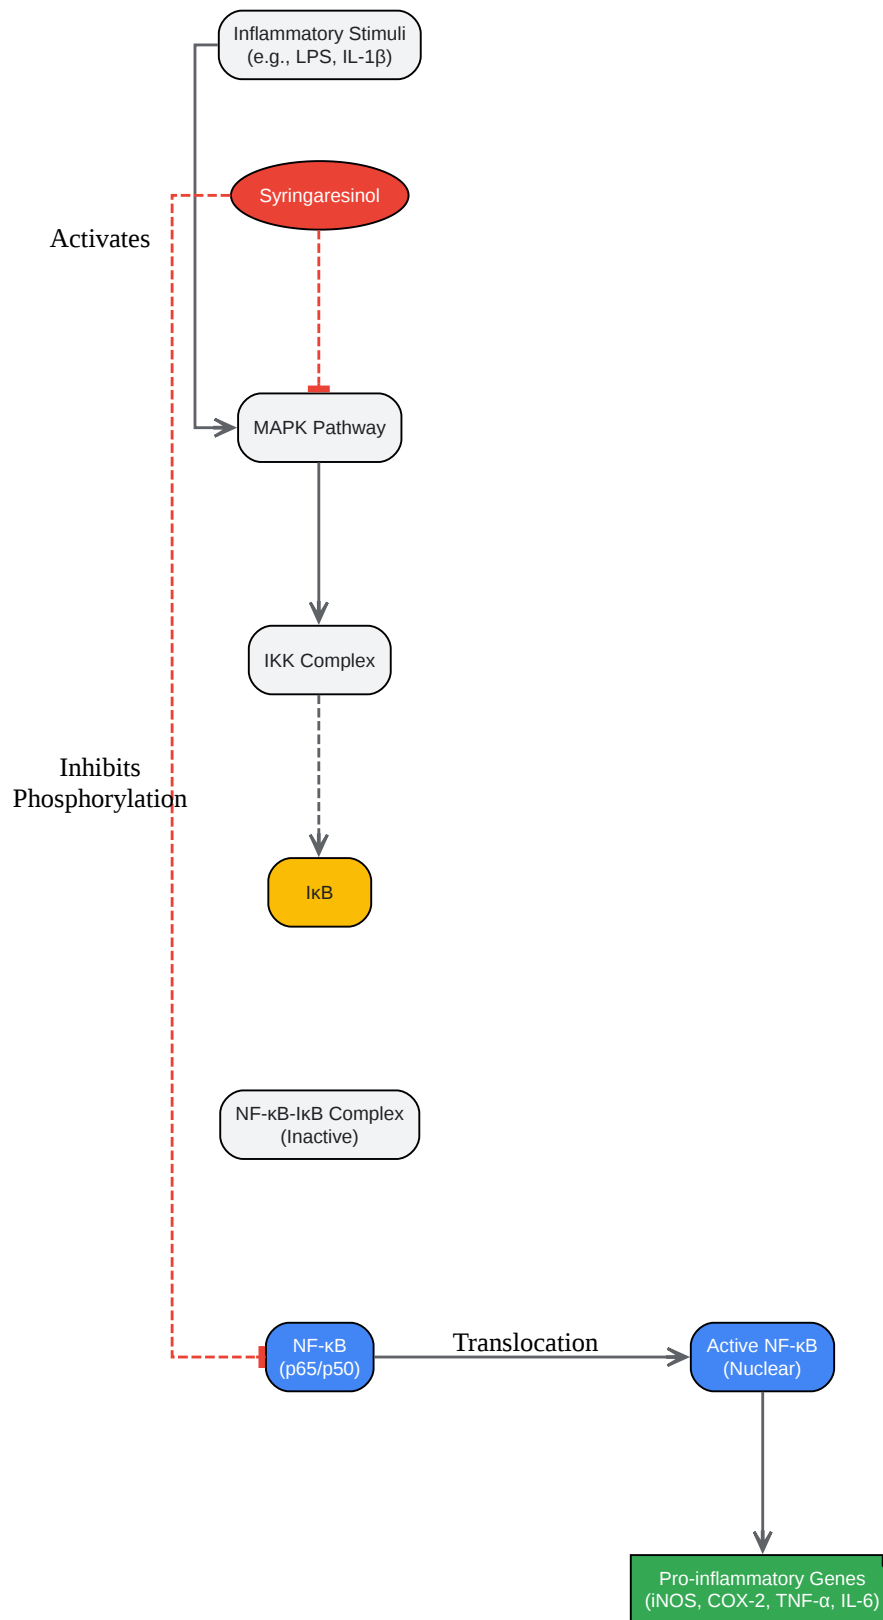 Inflammatory Stimuli
(e.g., LPS, IL-1β)
Syringaresinol
Activates
MAPK Pathway
IKK Complex
Inhibits
Phosphorylation
IκB
NF-κB-IκB Complex
(Inactive)
NF-κB
(p65/p50)
Translocation
Active NF-κB
(Nuclear)
Pro-inflammatory Genes
(iNOS, COX-2, TNF-α, IL-6)